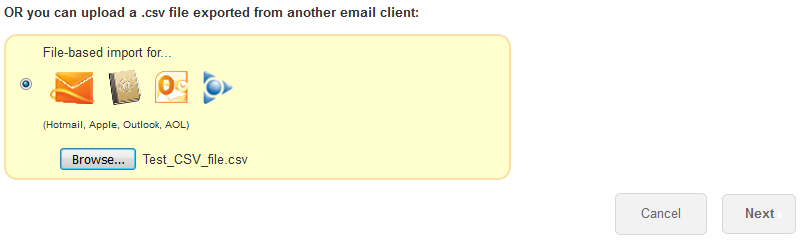 OR you can upload a .csv file exported from another email client:
File-based import for...
(Hotmail, Apple, Outlook, AOL)
Browse... Test_CSV_file.csv
Cancel Next